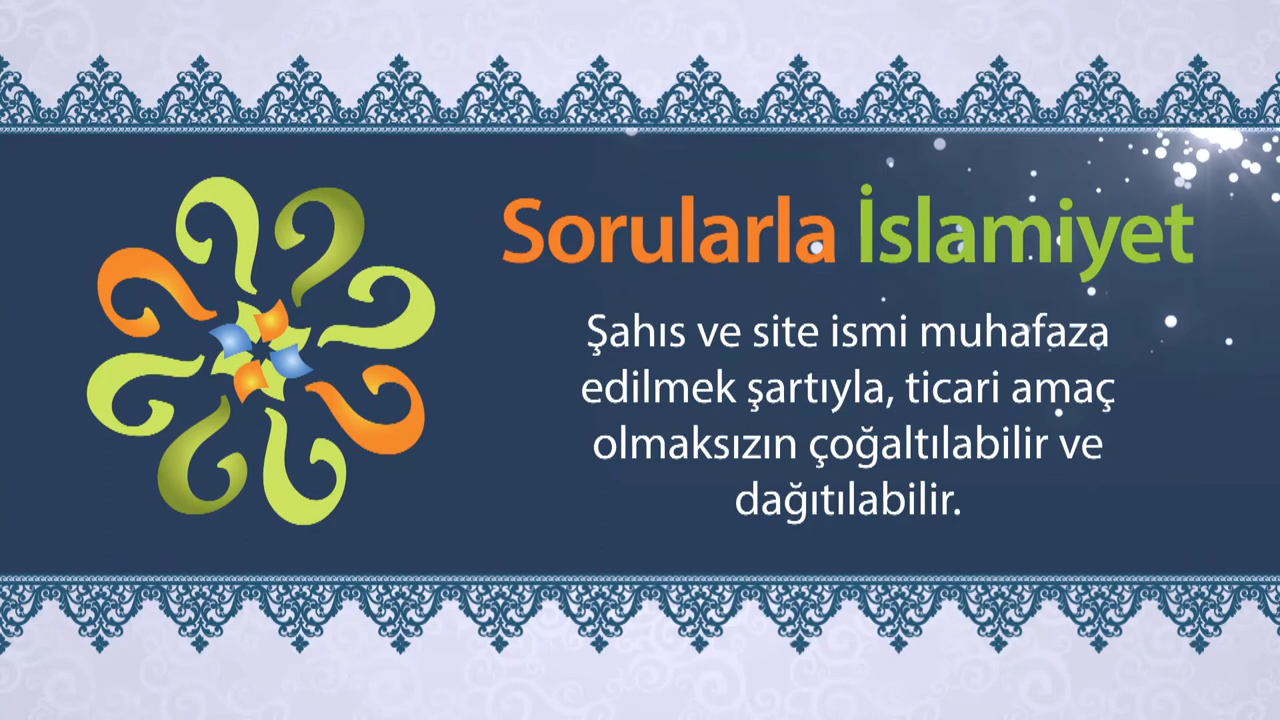 Sorularla İslamiyet
Şahıs ve site ismi muhafaza
edilmek şartıyla, ticari amaç
olmaksızın çoğaltılabilir ve
dağıtılabilir.